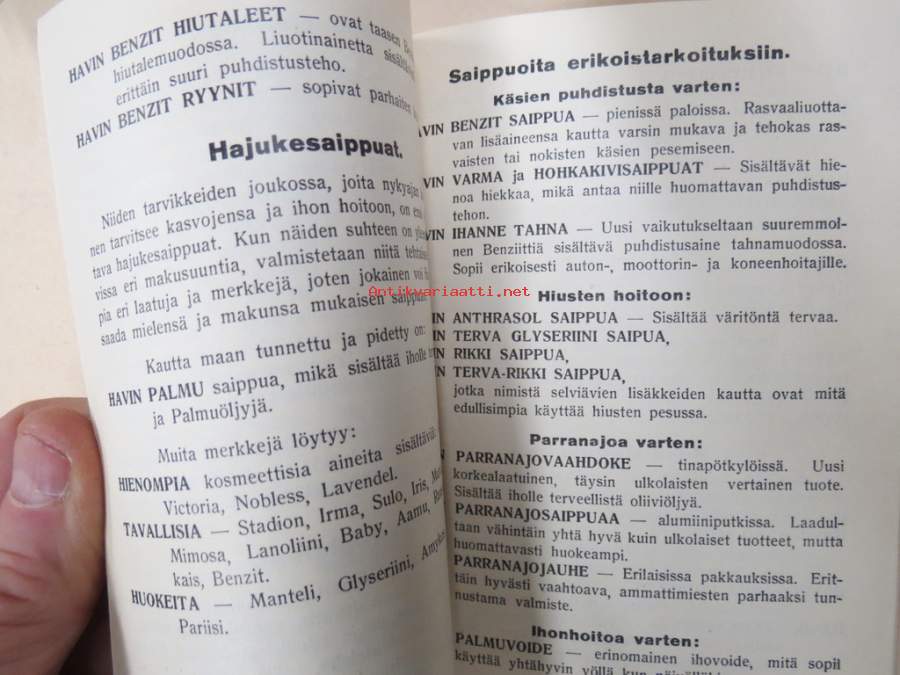 HAVIN BENZIT HIUTALEET — ovat taasen
hiutalemuodossa. Liuotinainetta
erittäin suuri puhdistusteho.
HAVIN BENZIT RYYNIT — sopivat parhaiten
Hajukesaippuat.
Niiden tarvikkeiden joukossa, joita
nen tarvitsee kasvojensa ja ihon hoitoon, on
tava hajukesaippuat. Kun näiden suhteen on
vissa eri makusuuntia, valmistetaan niitä
pia eri laatuja ja merkkejä, joten jokainen voi
saada mielensä ja makunsa mukaisen
Kautta maan tunnettu ja pidetty on:
HAVIN PALMU saippua, mikä sisältää iholle
ja Palmuöljyjä.
Muita merkkejä löytyy:
HIENOMPIA kosmeettisia aineita sisältäviä:
Victoria, Nobless, Lavendel.
TAVALLISIA — Stadion, Irma, Sulo, Iris,
Mimosa, Lanoliini, Baby, Aamu,
kais, Benzit.
HUOKEITA — Manteli, Glyseriini,
Pariisi.
Saippuoita erikoistarkoituksiin.
Käsien puhdistusta varten:
VIN BENZIT SAIPPUA — pienissä paloissa. Rasvaaliuotta-
van lisäaineensa kautta varsin mukava ja tehokas ras-
vaisten tai nokisten käsien pesemiseen.
VIN VARMA ja HOHKAKIVISAIPPUAT — Sisältävät hie-
noa hiekkaa, mikä antaa niille huomattavan puhdistus-
tehon.
VIN IHANNE TAHNA — Uusi vaikutukseltaan suuremmol-
nen Benziittiä sisältävä puhdistusaine tahnamuodossa.
Sopii erikoisesti auton-, moottorin- ja koneenhoitajille.
Antikvariaatti.net
Hiusten hoitoon:
IN ANTHRASOL SAIPPUA — Sisältää väritöntä tervaa.
IN TERVA GLYSERIINI SAIPUA,
IN RIKKI SAIPPUA,
N TERVA-RIKKI SAIPPUA,
jotka nimistä selviävien lisäkkeiden kautta ovat mitä
edullisimpia käyttää hiusten pesussa.
Parranajoa varten:
PARRANAJOVAAHDOKE — tinapötkylöissä. Uusi
korkealaatuinen, täysin ulkolaisten vertainen tuote.
Sisältää iholle terveellistä oliiviöljyä.
PARRANAJOSAIPPUAA — alumiiniputkissa. Laadul-
taan vähintäin yhtä hyvä kuin ulkolaiset tuotteet, mutta
huomattavasti huokeampi.
PARRANAJOJAUHE — Erilaisissa pakkauksissa. Erit-
täin hyvästi vaahtoava, ammattimiesten parhaaksi tun-
nustama valmiste.
Ihonhoitoa varten:
PALMUVOIDE — erinomainen ihovoide, mitä sopii
käyttää yhtähyvin yöllä kun